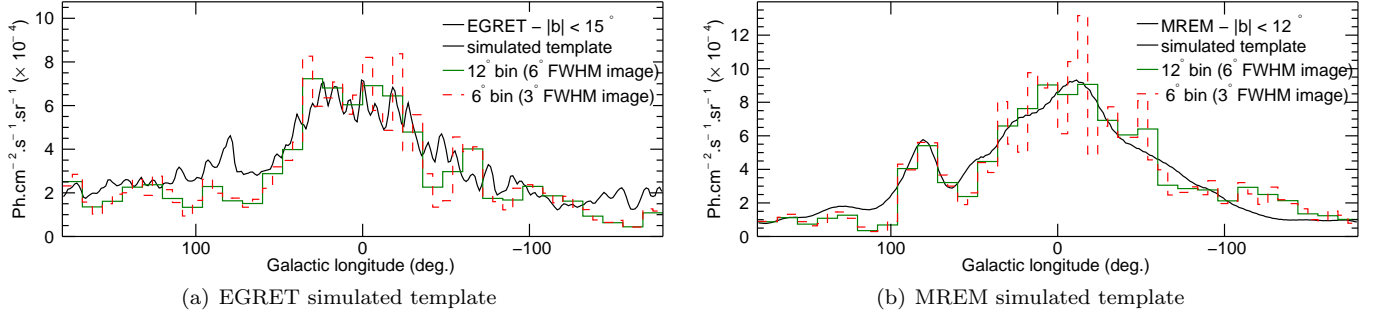 10
8
6
4
2
0
Ph.cm⁻².s⁻¹.sr⁻¹ (× 10⁻⁴)
EGRET − |b| < 15°
simulated template
12° bin (6° FWHM image)
6° bin (3° FWHM image)
100
0
−100
Galactic longitude (deg.)
(a) EGRET simulated template
12
10
8
6
4
2
0
Ph.cm⁻².s⁻¹.sr⁻¹ (× 10⁻⁴)
MREM − |b| < 12°
simulated template
12° bin (6° FWHM image)
6° bin (3° FWHM image)
100
0
−100
Galactic longitude (deg.)
(b) MREM simulated template